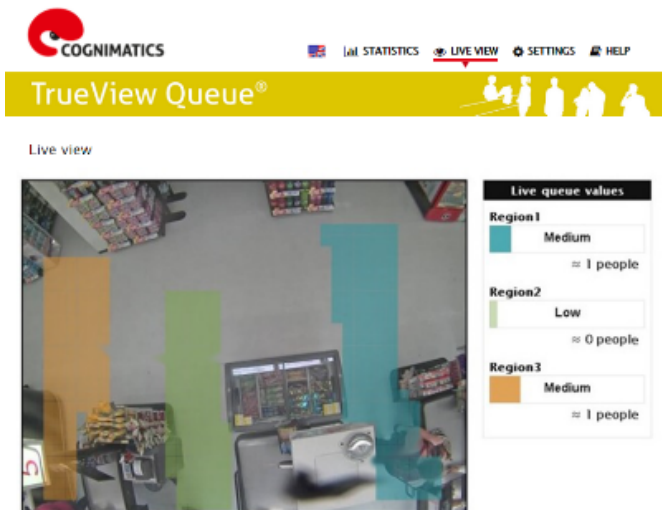 COGNIMATICS
STATISTICS LIVE VIEW SETTINGS HELP
TrueView Queue®
Live view
Live queue values
Region1
Medium
≈ 1 people
Region2
Low
≈ 0 people
Region3
Medium
≈ 1 people
5